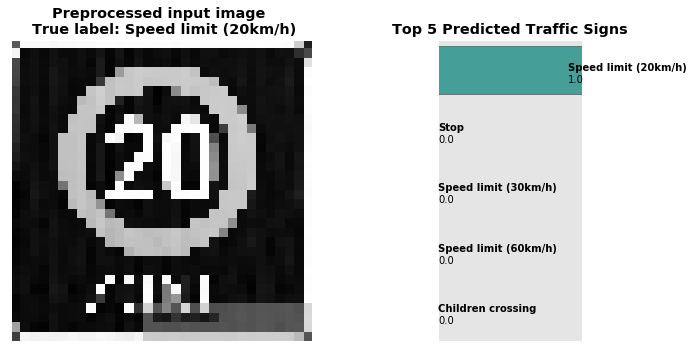 Preprocessed input image
True label: Speed limit (20km/h)
20
Top 5 Predicted Traffic Signs
Speed limit (20km/h)
1.0
Stop
0.0
Speed limit (30km/h)
0.0
Speed limit (60km/h)
0.0
Children crossing
0.0